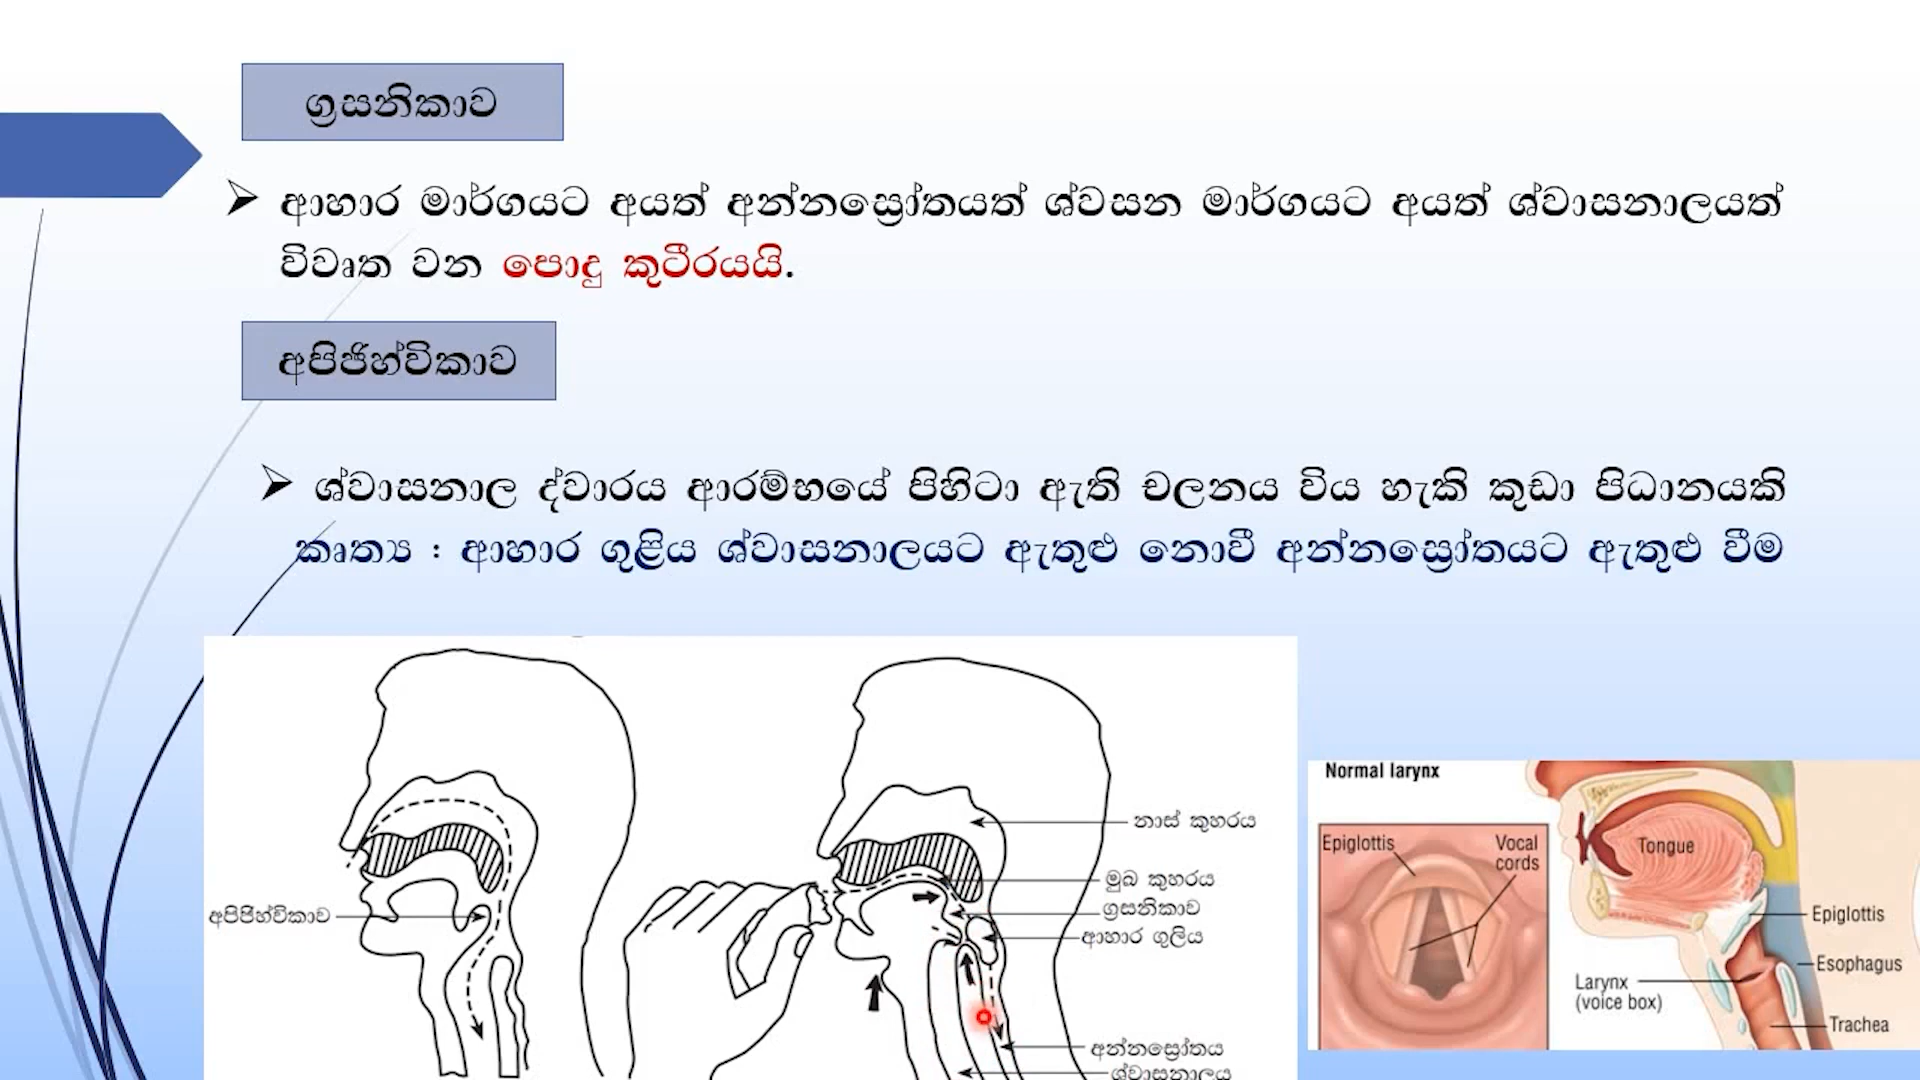 ග්‍රසනිකාව
ආහාර මාර්ගයට අයත් අන්නස්‍රෝතයත් ශ්වසන මාර්ගයට අයත් ශ්වාසනාලයත්
විවෘත වන පොදු කුටීරයයි.
අපිජිහ්විකාව
ශ්වාසනාල ද්වාරය ආරම්භයේ පිහිටා ඇති චලනය විය හැකි කුඩා පිධානයකි
කෘත්‍ය : ආහාර ගුළිය ශ්වාසනාලයට ඇතුළු නොවී අන්නස්‍රෝතයට ඇතුළු වීම
අපිජිහ්විකාව
නාස් කුහරය
මුඛ කුහරය
ග්‍රසනිකාව
ආහාර ගුලිය
අන්නස්‍රෝතය
ශ්වාසනාලය
Normal larynx
Epiglottis
Vocal
cords
Tongue
Epiglottis
Esophagus
Larynx
(voice box)
Trachea